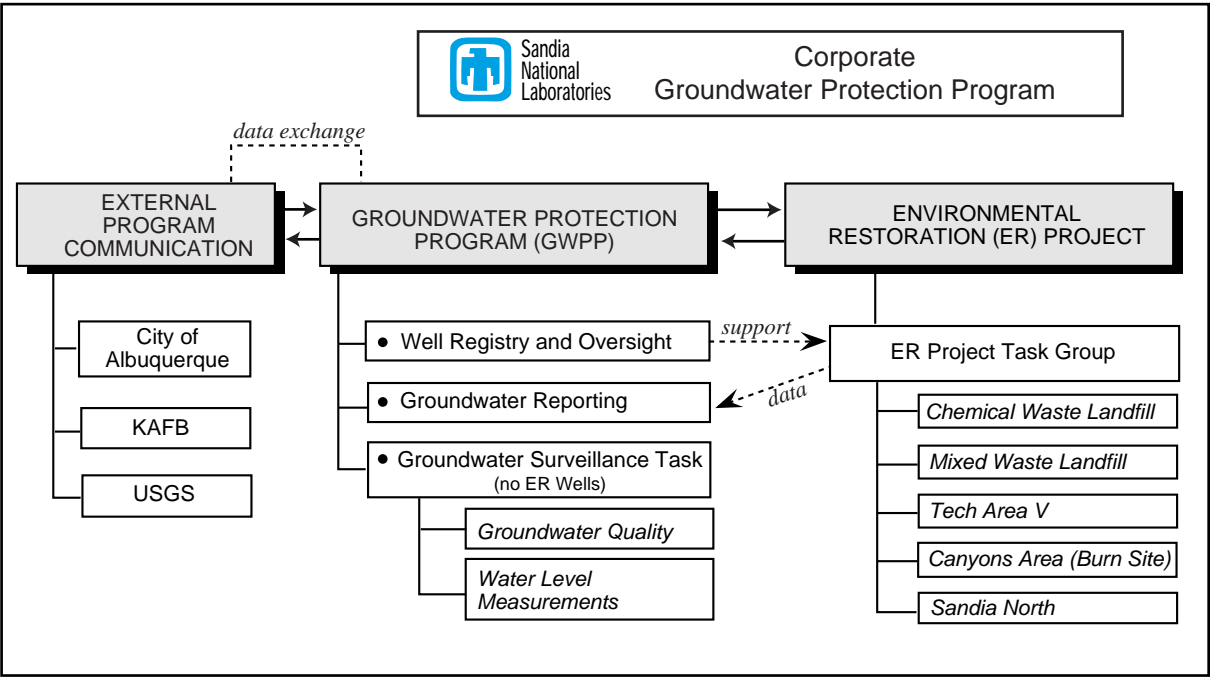 Sandia
National
Laboratories
Corporate
Groundwater Protection Program
data exchange
EXTERNAL
PROGRAM
COMMUNICATION
GROUNDWATER PROTECTION
PROGRAM (GWPP)
ENVIRONMENTAL
RESTORATION (ER) PROJECT
City of
Albuquerque
KAFB
USGS
• Well Registry and Oversight
• Groundwater Reporting
• Groundwater Surveillance Task
(no ER Wells)
Groundwater Quality
Water Level
Measurements
support
data
ER Project Task Group
Chemical Waste Landfill
Mixed Waste Landfill
Tech Area V
Canyons Area (Burn Site)
Sandia North